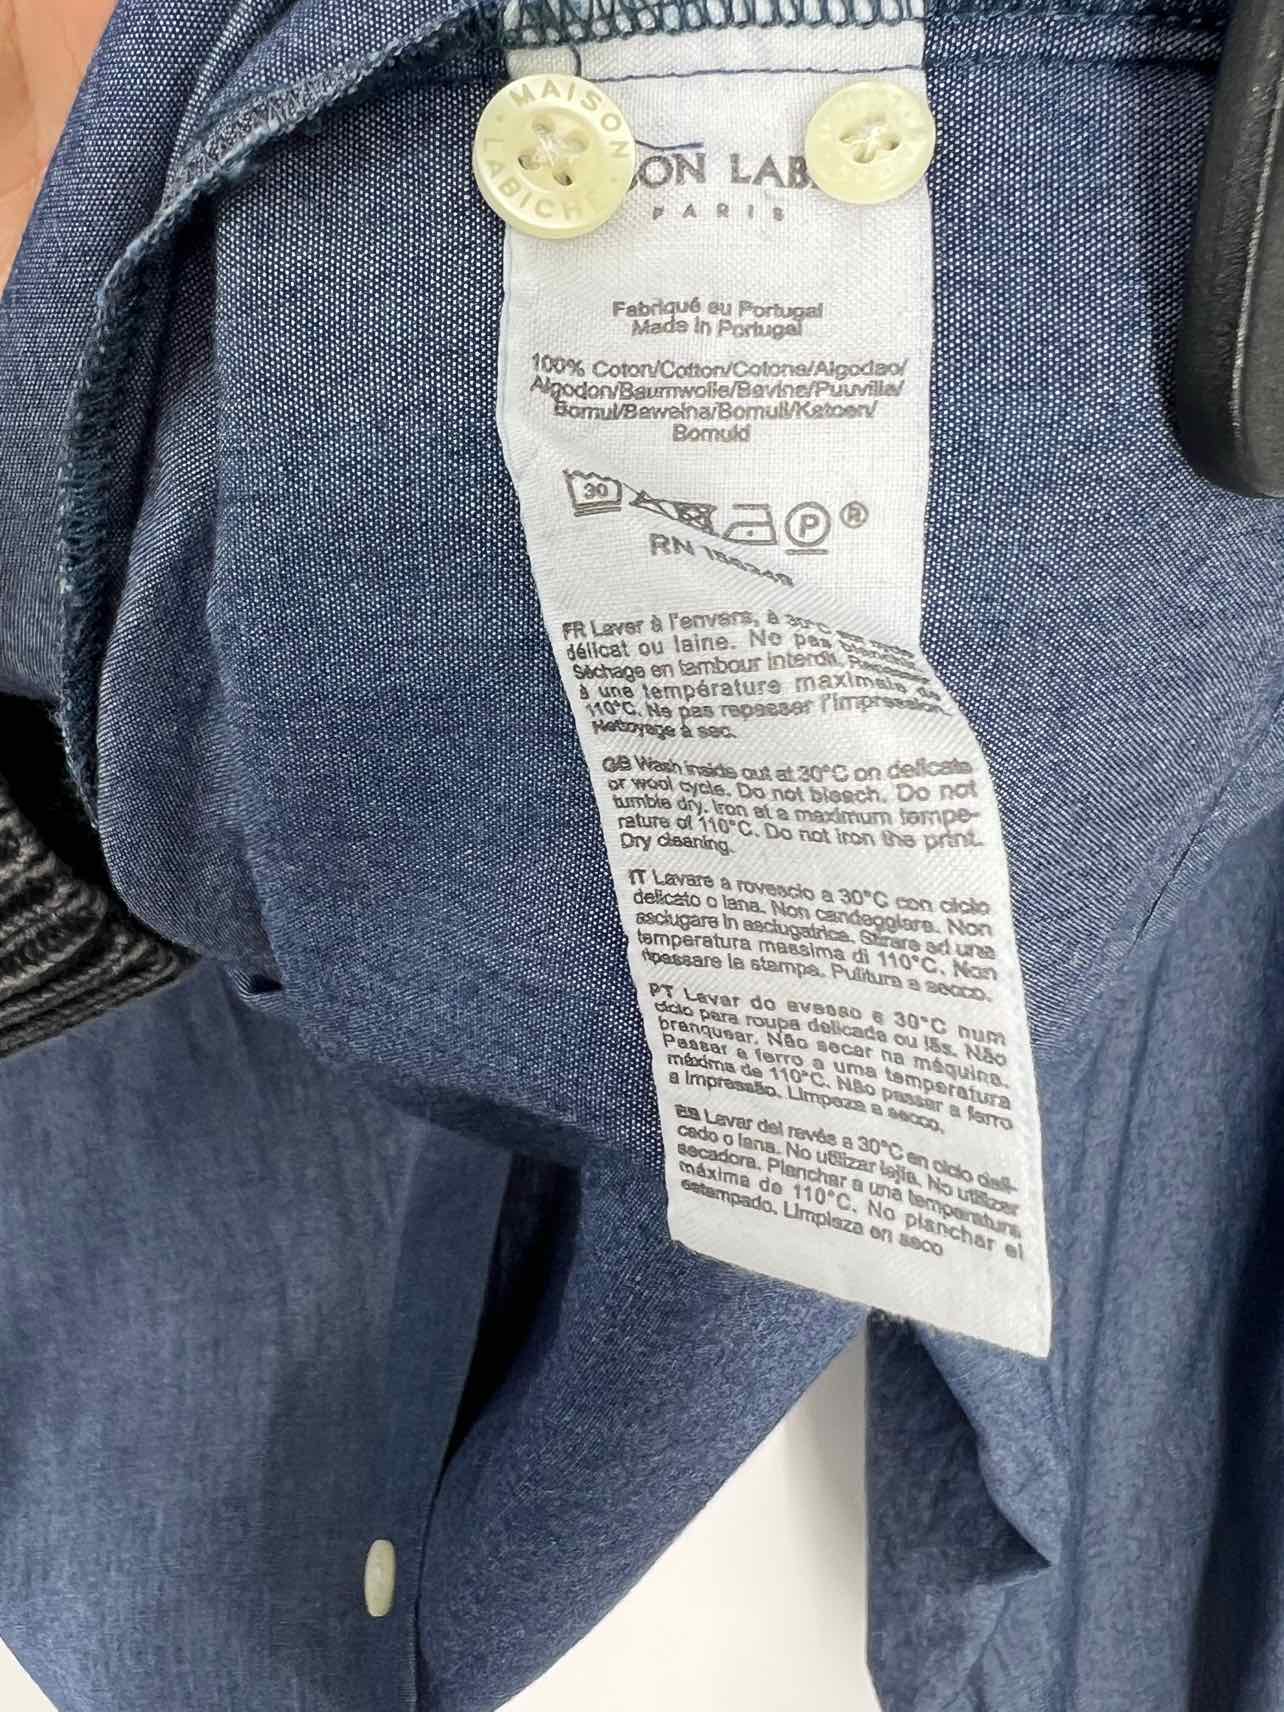 MAISON
LABICHE
ON LAB
PARIS
Fabriqué au Portugal
Made in Portugal
100% Coton/Cotton/Cotone/Algodao/
Algodon/Baumwolle/Bavlna/Puuvilla/
Bomul/Bawelna/Bomull/Katoen/
Bomuld
30
P ®
RN
FR Laver à l'envers, à 30°C
délicat ou laine. No pas blanchir.
Séchage en tambour interdit. Repasser
à une température maximale de
110°C. Ne pas repasser l'impression.
Nettoyage à sec.
GB Wash inside out at 30°C on delicate
or wool cycle. Do not bleach. Do not
tumble dry. Iron at a maximum tempe-
rature of 110°C. Do not iron the print.
Dry cleaning.
IT Lavare a rovescio a 30°C con ciclo
delicato o lana. Non candeggiare. Non
asciugare in asciugatrice. Stirare ad una
temperatura massima di 110°C. Non
ripassare la stampa. Pulitura a secco.
PT Lavar do avesso a 30°C num
ciclo para roupa delicada ou lãs. Não
branquear. Não secar na máquina.
Passar a ferro a uma temperatura
máxima de 110°C. Não passar a ferro
a impressão. Limpeza a secco.
ES Lavar del revés a 30°C en ciclo deli-
cado o lana. No utilizar lejía. No utilizar
secadora. Planchar a una temperatura
máxima de 110°C. No planchar el
estampado. Limpieza en seco